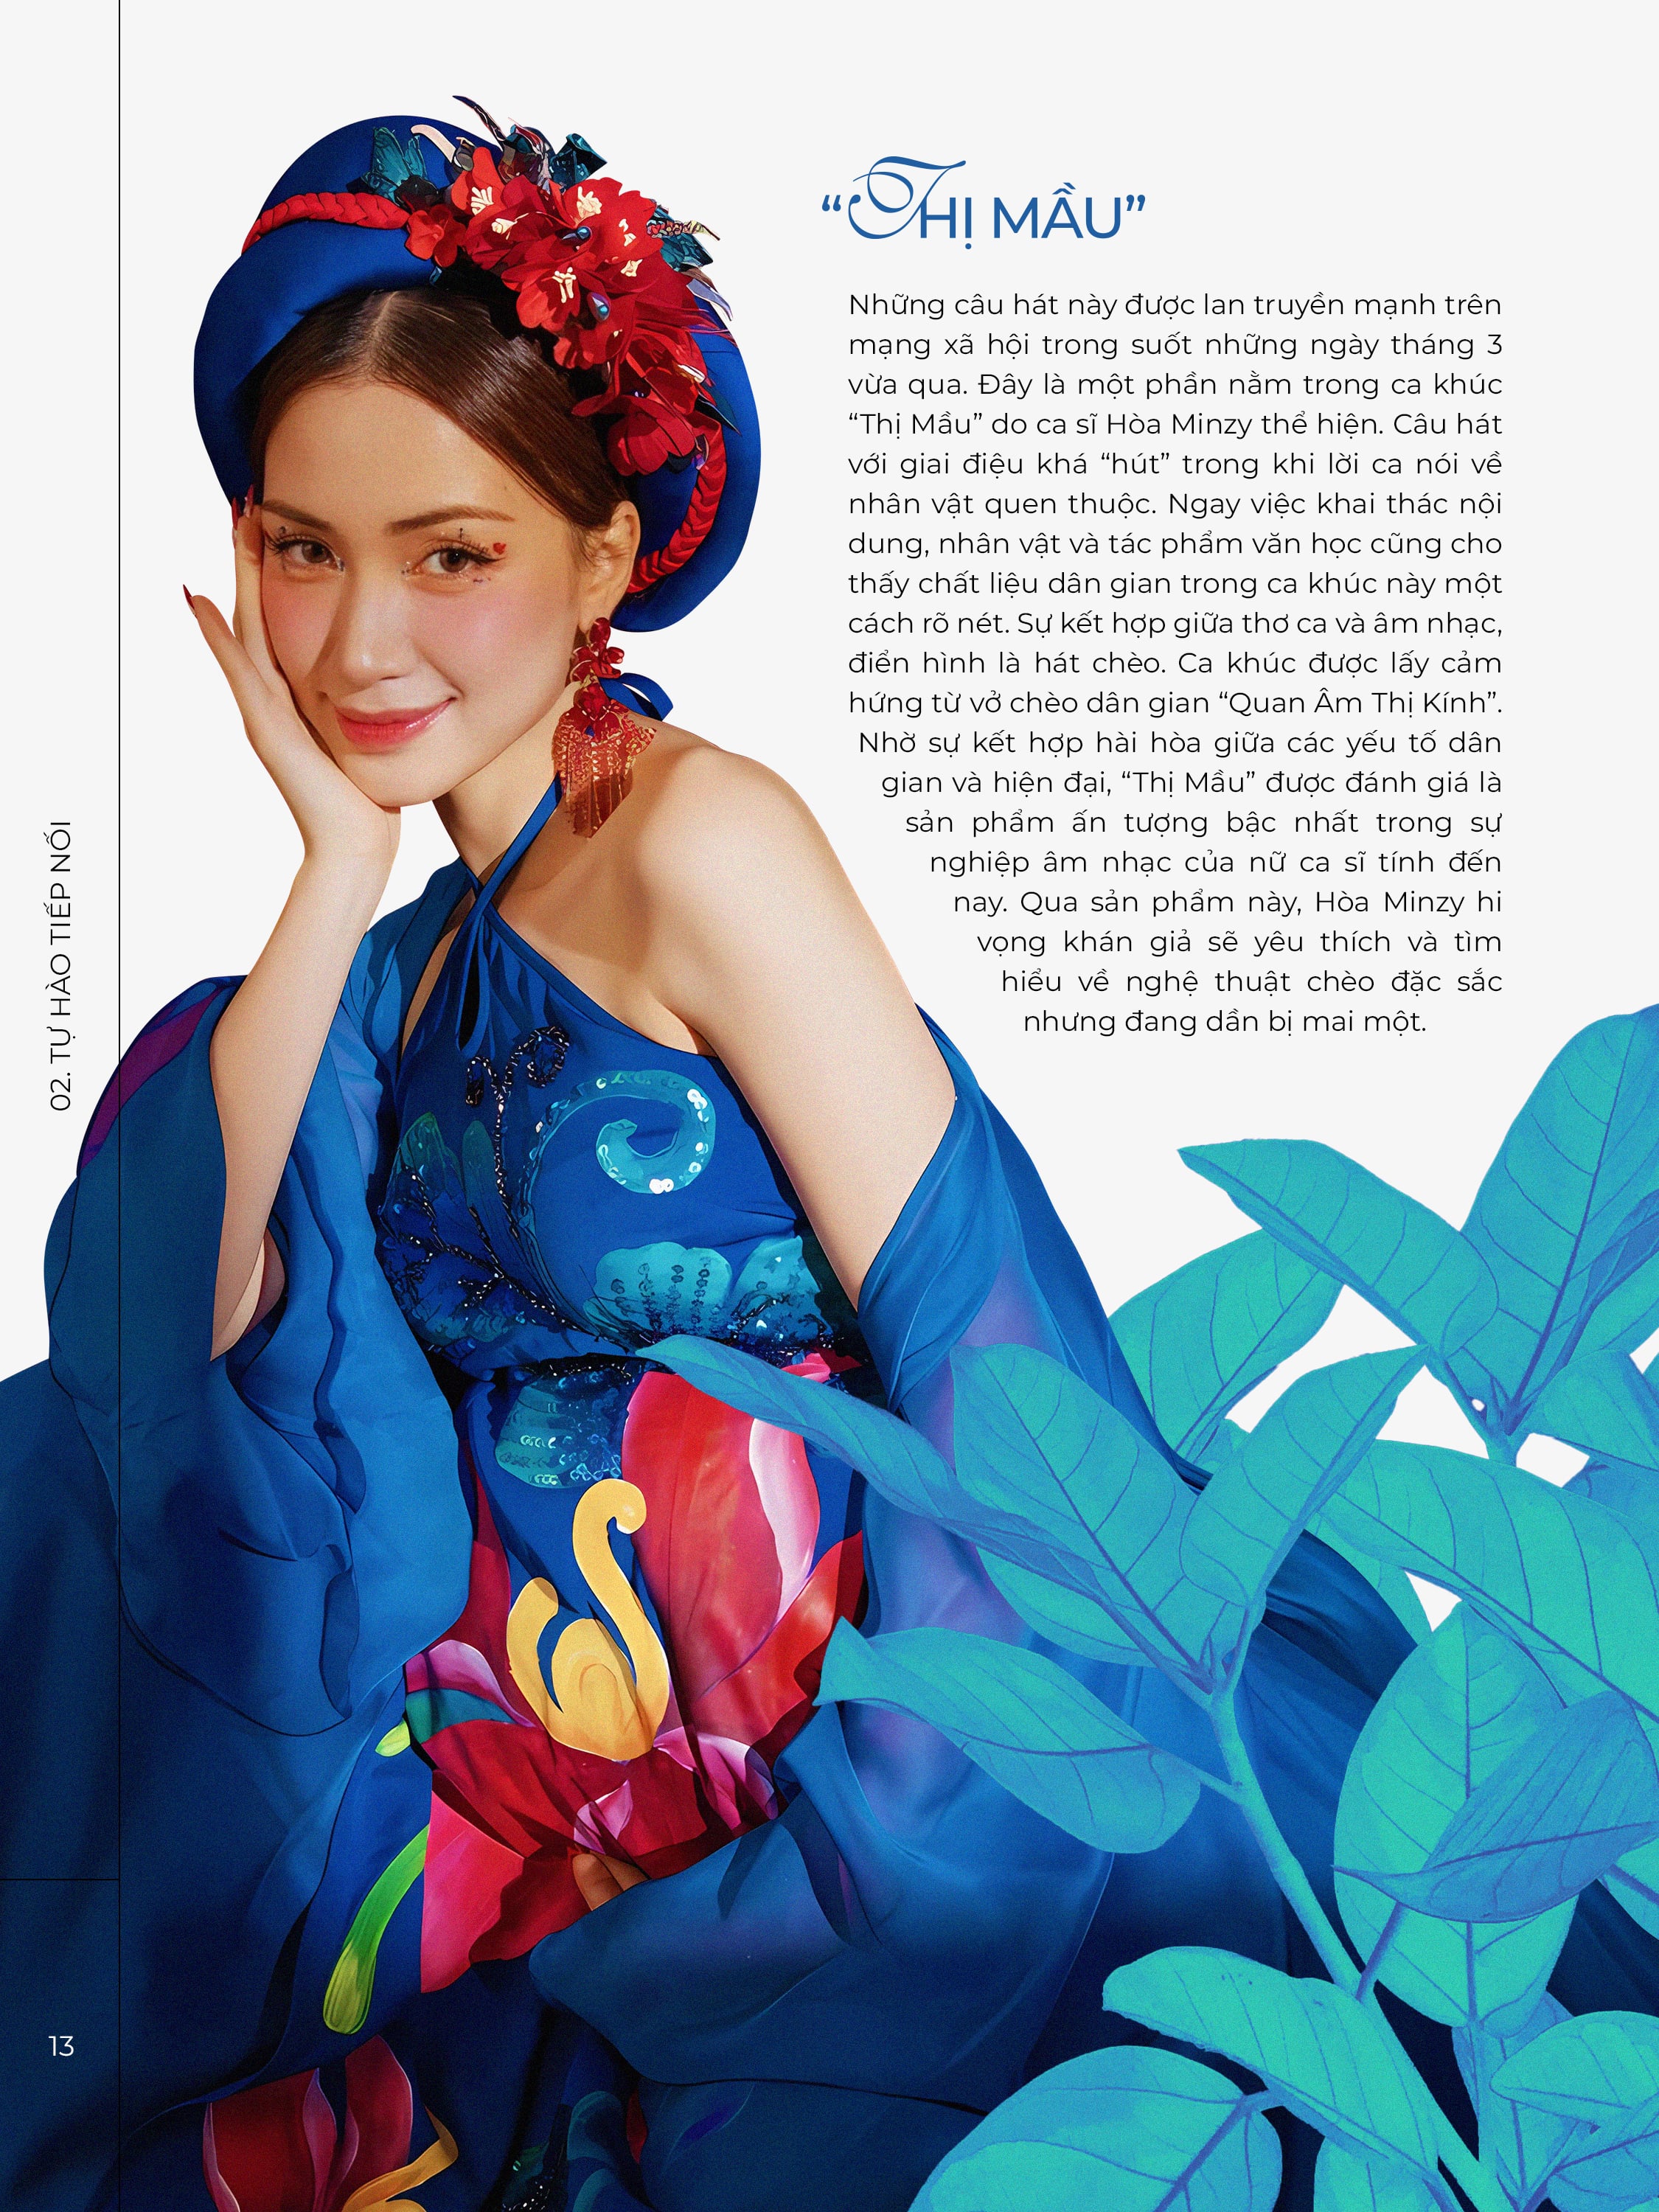 “THỊ MẦU”
Những câu hát này được lan truyền mạnh trên
mạng xã hội trong suốt những ngày tháng 3
vừa qua. Đây là một phần nằm trong ca khúc
“Thị Mầu” do ca sĩ Hòa Minzy thể hiện. Câu hát
với giai điệu khá “hút” trong khi lời ca nói về
nhân vật quen thuộc. Ngay việc khai thác nội
dung, nhân vật và tác phẩm văn học cũng cho
thấy chất liệu dân gian trong ca khúc này một
cách rõ nét. Sự kết hợp giữa thơ ca và âm nhạc,
điển hình là hát chèo. Ca khúc được lấy cảm
hứng từ vở chèo dân gian “Quan Âm Thị Kính”.
Nhờ sự kết hợp hài hòa giữa các yếu tố dân
gian và hiện đại, “Thị Mầu” được đánh giá là
sản phẩm ấn tượng bậc nhất trong sự
nghiệp âm nhạc của nữ ca sĩ tính đến
nay. Qua sản phẩm này, Hòa Minzy hi
vọng khán giả sẽ yêu thích và tìm
hiểu về nghệ thuật chèo đặc sắc
nhưng đang dần bị mai một.
02. TỰ HÀO TIẾP NỐI
13